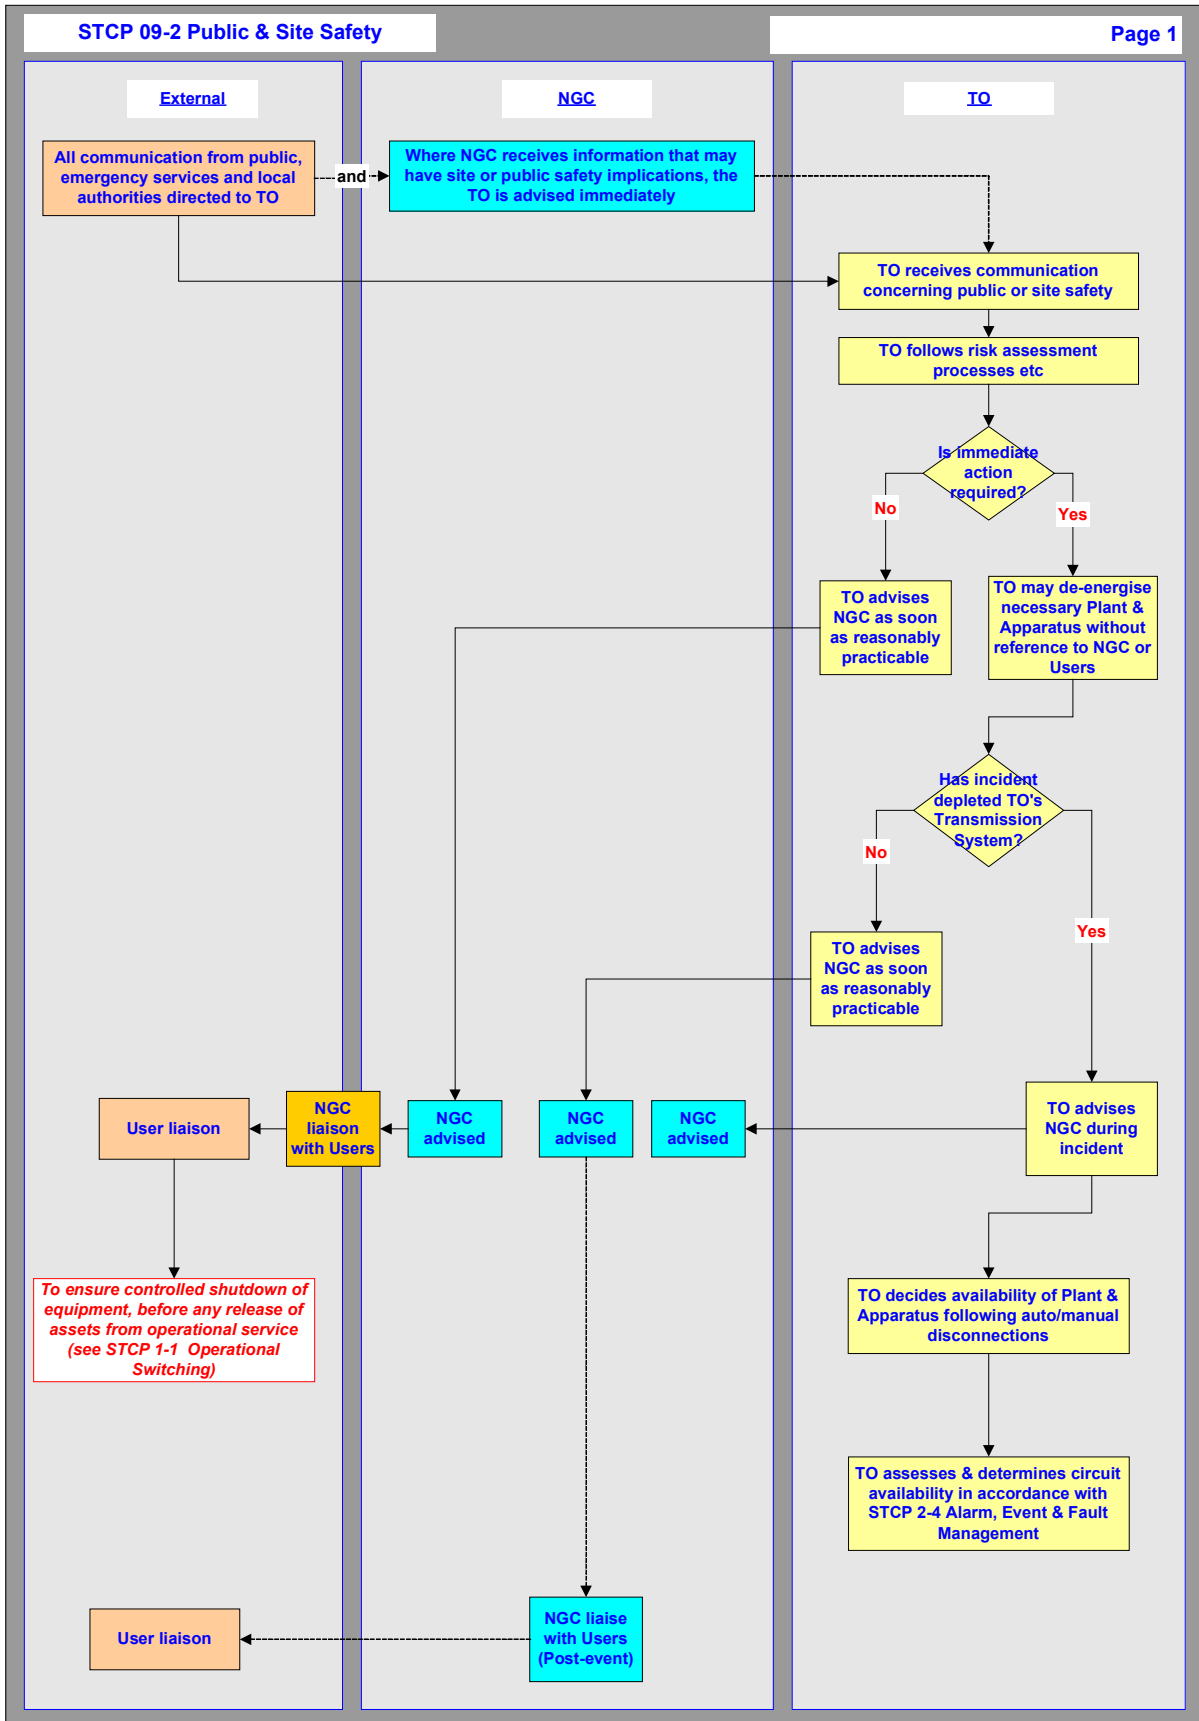 STCP 09-2 Public & Site Safety
Page 1
External
NGC
TO
All communication from public,
emergency services and local
authorities directed to TO
and
Where NGC receives information that may
have site or public safety implications, the
TO is advised immediately
TO receives communication
concerning public or site safety
TO follows risk assessment
processes etc
Is immediate
action
required?
No
Yes
TO advises
NGC as soon
as reasonably
practicable
TO may de-energise
necessary Plant &
Apparatus without
reference to NGC or
Users
Has incident
depleted TO's
Transmission
System?
No
Yes
TO advises
NGC as soon
as reasonably
practicable
User liaison
NGC
liaison
with Users
NGC
advised
NGC
advised
NGC
advised
TO advises
NGC during
incident
To ensure controlled shutdown of
equipment, before any release of
assets from operational service
(see STCP 1-1 Operational
Switching)
TO decides availability of Plant &
Apparatus following auto/manual
disconnections
TO assesses & determines circuit
availability in accordance with
STCP 2-4 Alarm, Event & Fault
Management
User liaison
NGC liaise
with Users
(Post-event)